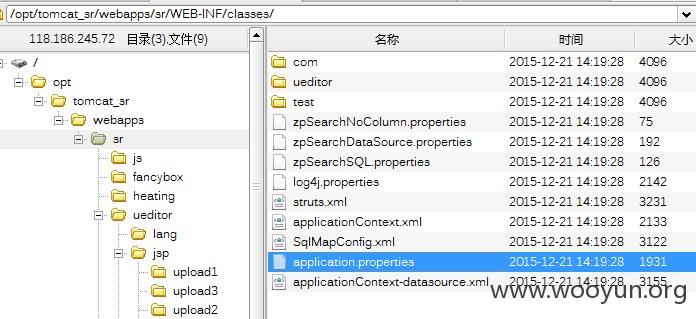 /opt/tomcat_sr/webapps/sr/WEB-INF/classes/
118.186.245.72 目录(3),文件(9)
名称 时间 大小
/
opt
tomcat_sr
webapps
sr
js
fancybox
heating
ueditor
lang
jsp
upload1
upload3
upload2
com 2015-12-21 14:19:28 4096
ueditor 2015-12-21 14:19:28 4096
test 2015-12-21 14:19:28 4096
zpSearchNoColumn.properties 2015-12-21 14:19:28 75
zpSearchDataSource.properties 2015-12-21 14:19:28 192
zpSearchSQL.properties 2015-12-21 14:19:28 126
log4j.properties 2015-12-21 14:19:28 2142
struts.xml 2015-12-21 14:19:28 3231
applicationContext.xml 2015-12-21 14:19:28 2133
SqlMapConfig.xml 2015-12-21 14:19:28 3122
application.properties 2015-12-21 14:19:28 1931
applicationContext-datasource.xml 2015-12-21 14:19:28 3155
www.wooyun.org